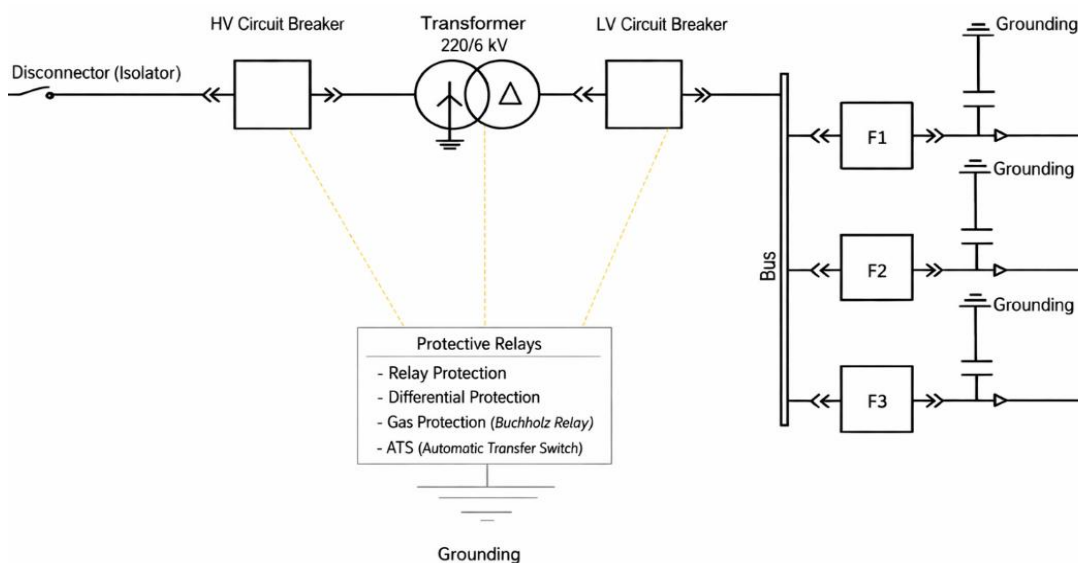 HV Circuit Breaker
Transformer
220/6 kV
LV Circuit Breaker
Grounding
Disconnector (Isolator)
F1
Grounding
Bus
F2
Grounding
F3
Protective Relays
- Relay Protection
- Differential Protection
- Gas Protection (Buchholz Relay)
- ATS (Automatic Transfer Switch)
Grounding